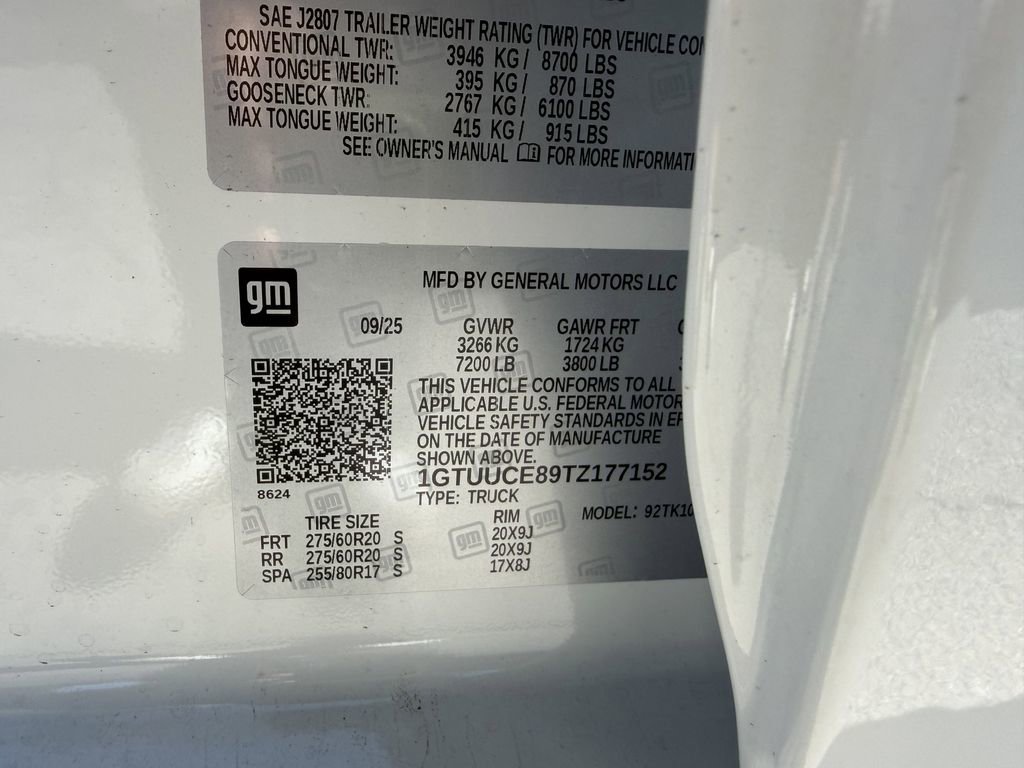 SAE J2807 TRAILER WEIGHT RATING (TWR) FOR VEHICLE
CONVENTIONAL TWR: 3946 KG / 8700 LBS
MAX TONGUE WEIGHT: 395 KG / 870 LBS
GOOSENECK TWR: 2767 KG / 6100 LBS
MAX TONGUE WEIGHT: 415 KG / 915 LBS
SEE OWNER'S MANUAL FOR MORE INFORMATI
gm
MFD BY GENERAL MOTORS LLC
09/25 GVWR GAWR FRT
3266 KG 1724 KG
7200 LB 3800 LB
THIS VEHICLE CONFORMS TO ALL
APPLICABLE U.S. FEDERAL MOTOR
VEHICLE SAFETY STANDARDS IN
ON THE DATE OF MANUFACTURE
SHOWN ABOVE.
1GTUUCE89TZ177152
8624
TYPE: TRUCK
MODEL: 92TK10
TIRE SIZE RIM
FRT 275/60R20 S 20X9J
RR 275/60R20 S 20X9J
SPA 255/80R17 S 17X8J